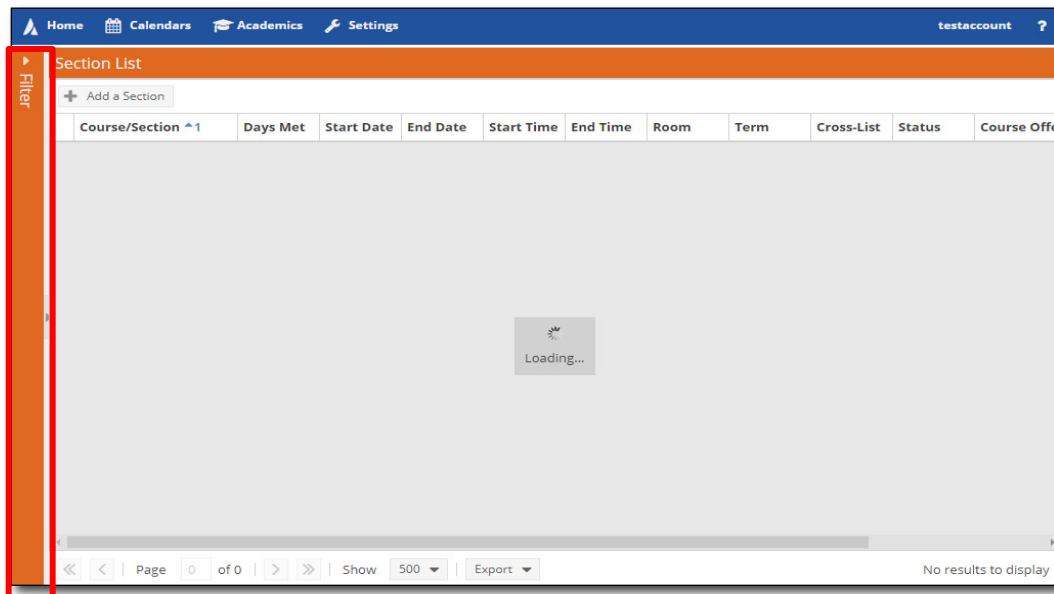 Home Calendars Academics Settings testaccount ?
Filter
Section List
Add a Section
Course/Section 1 Days Met Start Date End Date Start Time End Time Room Term Cross-List Status Course Offe
Loading...
Page 0 of 0 Show 500 Export No results to display